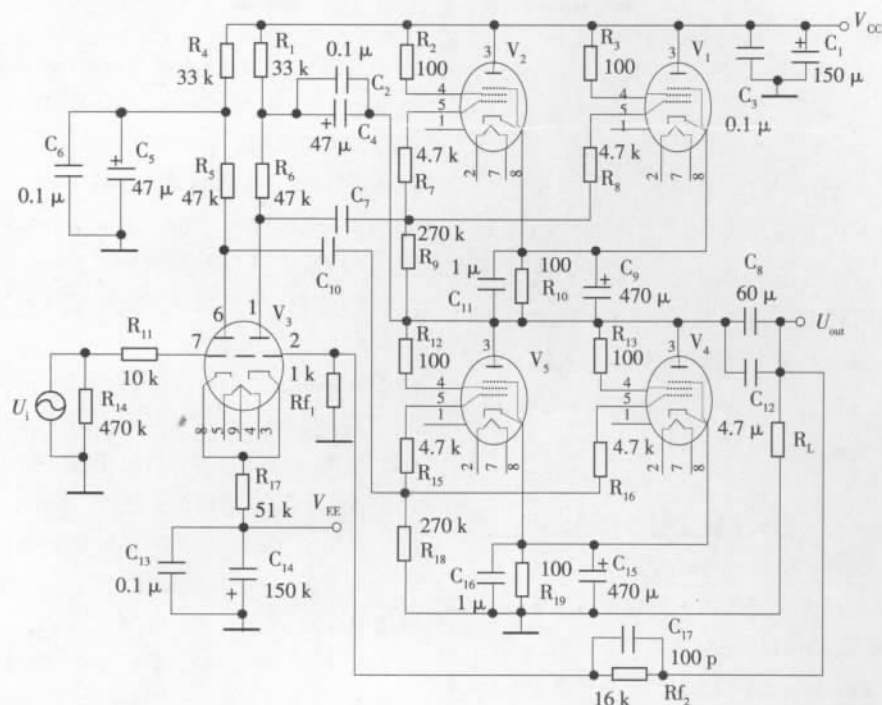 R₄
33 k
R₁
33 k
0.1 μ
C₂
47 μ
C₄
R₂
100
V₂
3
4
5
1
2
7
8
R₃
100
V₁
3
4
5
1
2
7
8
V_CC
C₃
0.1 μ
C₁
150 μ
C₆
0.1 μ
C₅
47 μ
R₅
47 k
R₆
47 k
4.7 k
R₇
4.7 k
R₈
C₇
C₁₀
270 k
R₉
1 μ
C₁₁
100
R₁₀
C₉
470 μ
C₈
60 μ
U_out
C₁₂
4.7 μ
R_L
R₁₁
10 k
U_i
R₁₄
470 k
6
1
V₃
7
2
8
5
9
4
3
1 k
Rf₁
R₁₂
100
V₅
3
4
5
1
2
7
8
R₁₃
100
V₄
3
4
5
1
2
7
8
4.7 k
R₁₅
4.7 k
R₁₆
R₁₇
51 k
V_EE
C₁₃
0.1 μ
C₁₄
150 k
270 k
R₁₈
C₁₆
1 μ
100
R₁₉
C₁₅
470 μ
C₁₇
100 p
16 k
Rf₂